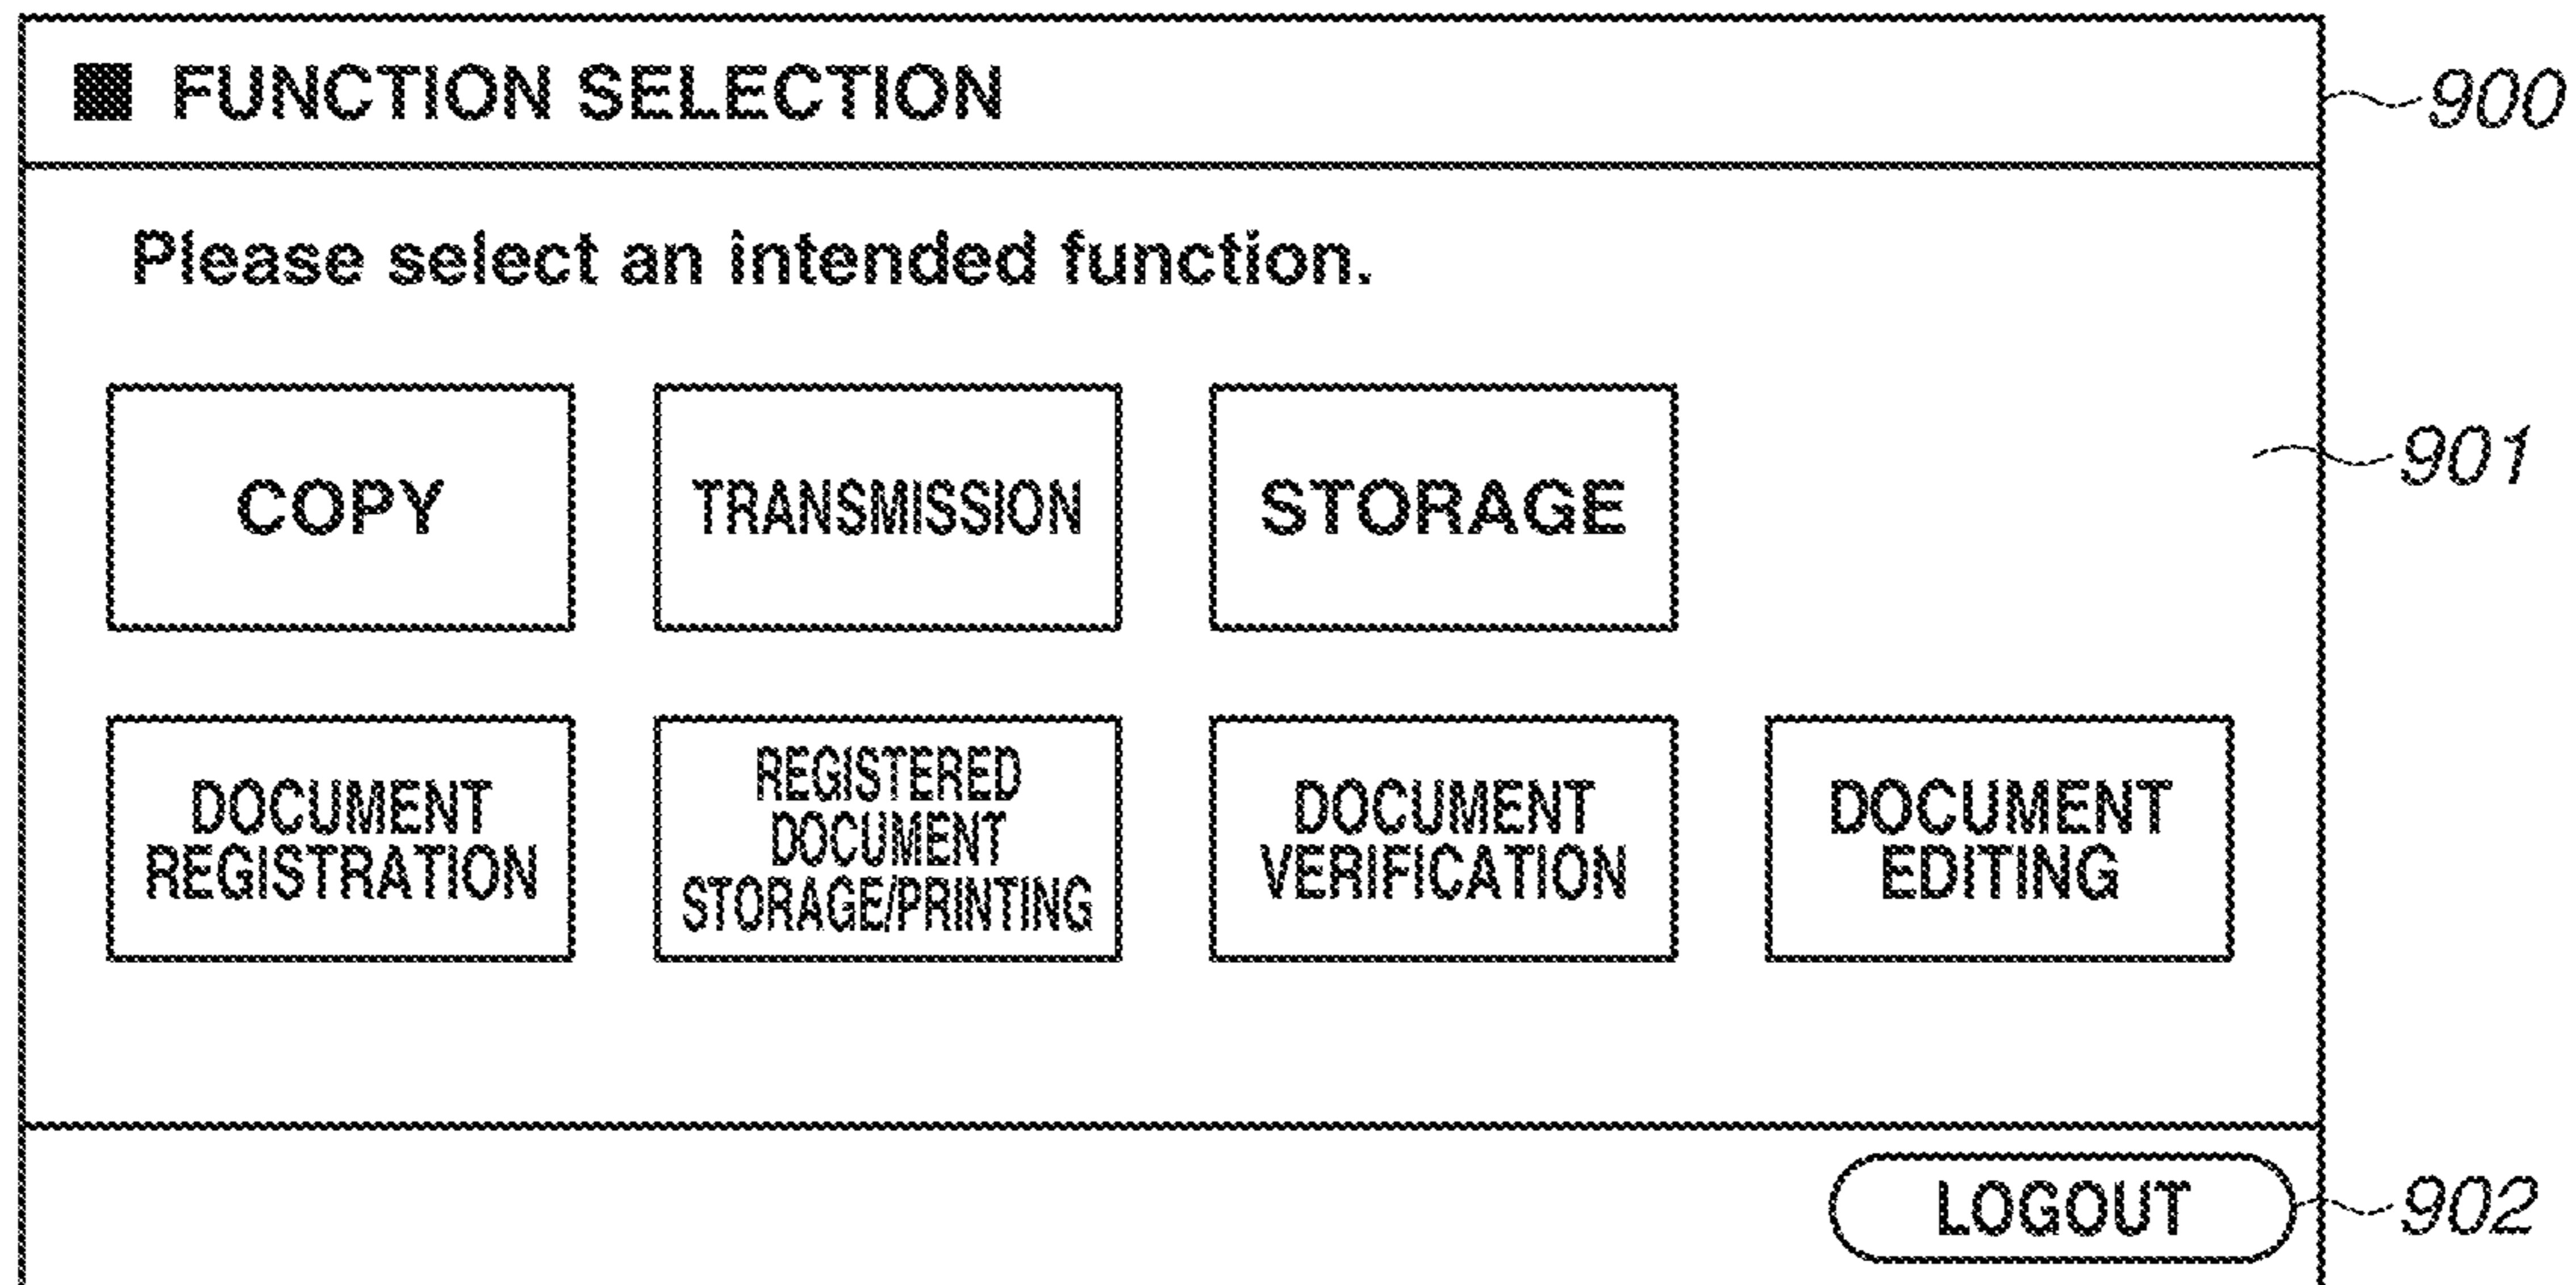 ■ FUNCTION SELECTION
900
Please select an intended function.
901
COPY
TRANSMISSION
STORAGE
DOCUMENT
REGISTRATION
REGISTERED
DOCUMENT
STORAGE/PRINTING
DOCUMENT
VERIFICATION
DOCUMENT
EDITING
LOGOUT
902